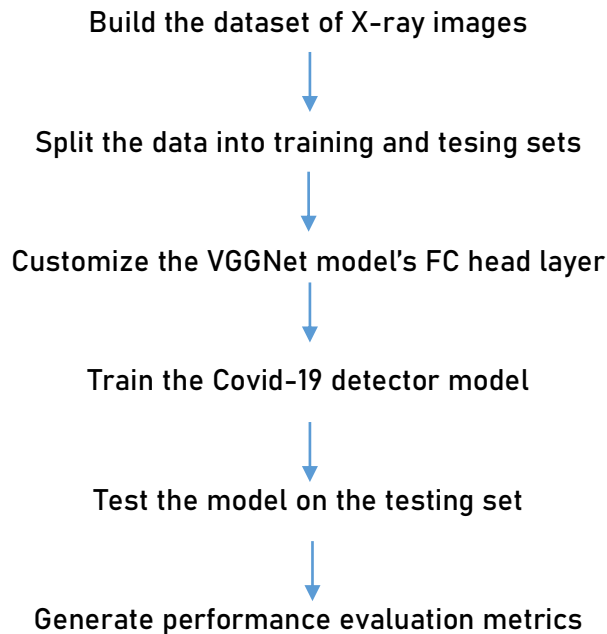 Build the dataset of X-ray images
Split the data into training and tesing sets
Customize the VGGNet model's FC head layer
Train the Covid-19 detector model
Test the model on the testing set
Generate performance evaluation metrics